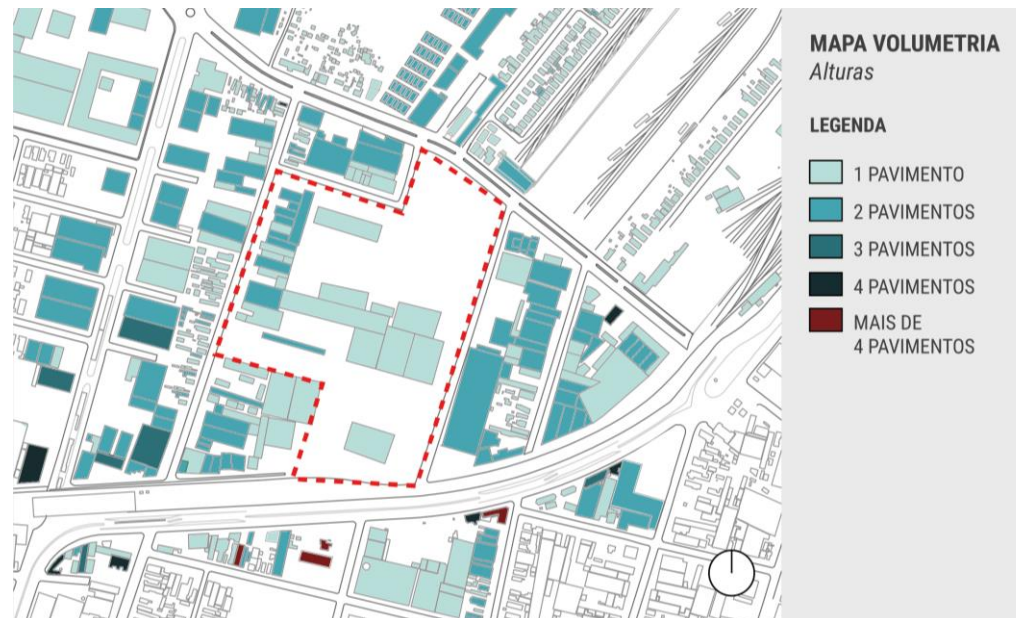 MAPA VOLUMETRIA
Alturas
LEGENDA
1 PAVIMENTO
2 PAVIMENTOS
3 PAVIMENTOS
4 PAVIMENTOS
MAIS DE
4 PAVIMENTOS